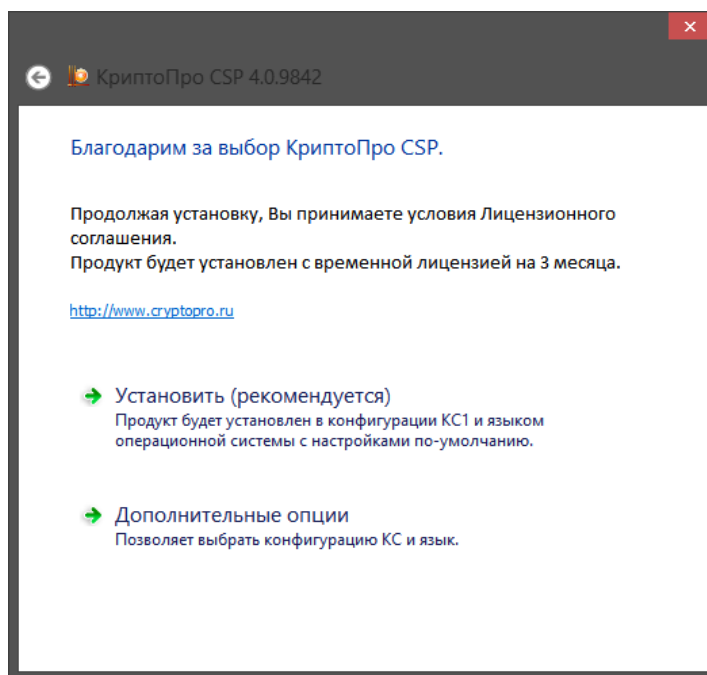 КриптоПро CSP 4.0.9842
Благодарим за выбор КриптоПро CSP.
Продолжая установку, Вы принимаете условия Лицензионного
соглашения.
Продукт будет установлен с временной лицензией на 3 месяца.
http://www.cryptopro.ru
Установить (рекомендуется)
Продукт будет установлен в конфигурации КС1 и языком
операционной системы с настройками по-умолчанию.
Дополнительные опции
Позволяет выбрать конфигурацию КС и язык.